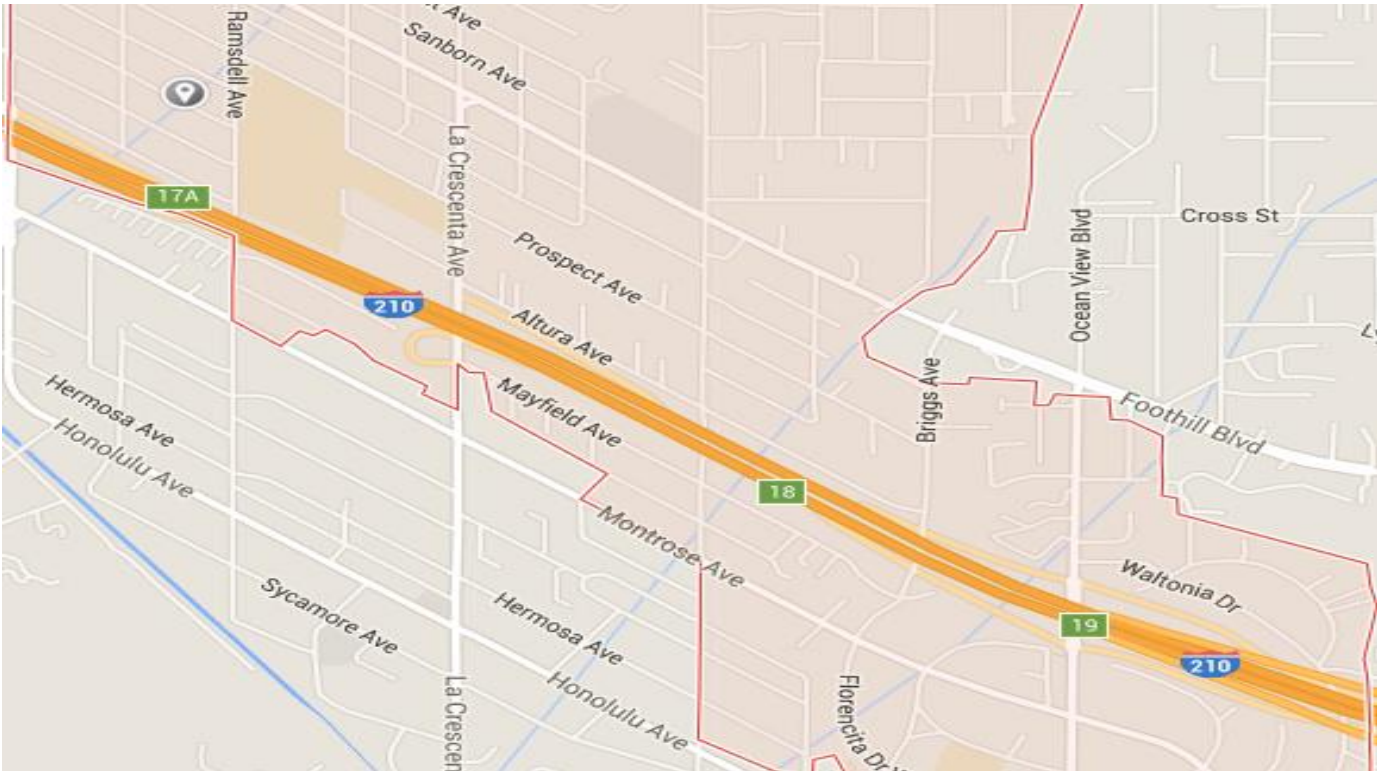 Ave
Sanborn Ave
Ramsdell Ave
La Crescenta Ave
17A
Cross St
Ocean View Blvd
Prospect Ave
210
Altura Ave
Briggs Ave
Mayfield Ave
Foothill Blvd
Hermosa Ave
Honolulu Ave
18
Montrose Ave
Waltonia Dr
Sycamore Ave
Hermosa Ave
19
210
La Crescen
Honolulu Ave
Florencita Dr